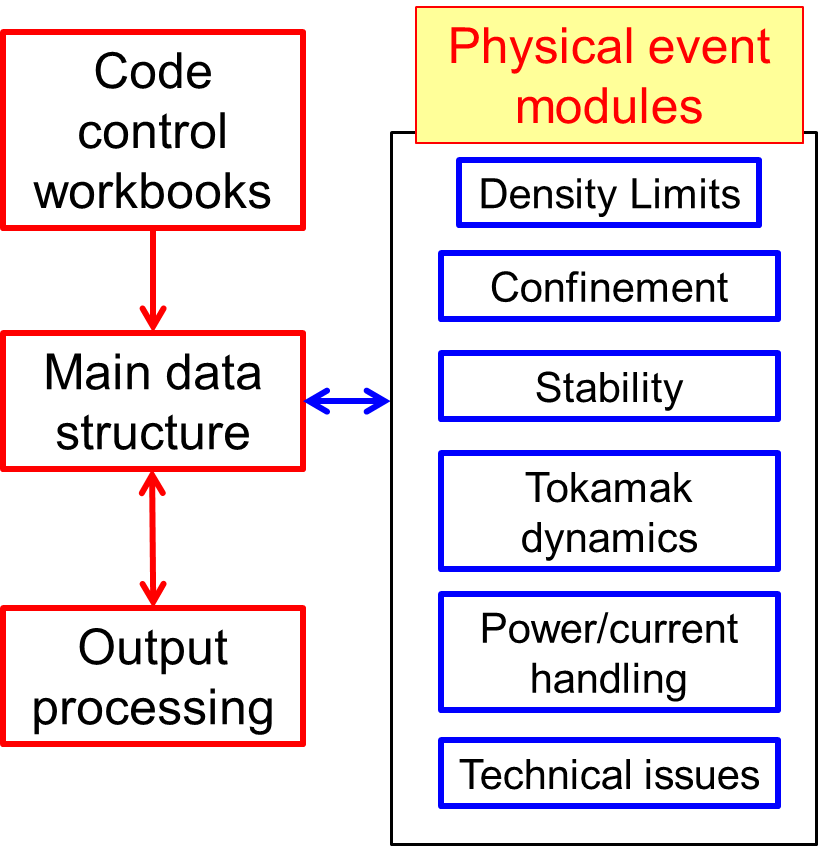 Code
control
workbooks
Main data
structure
Output
processing
Physical event
modules
Density Limits
Confinement
Stability
Tokamak
dynamics
Power/current
handling
Technical issues